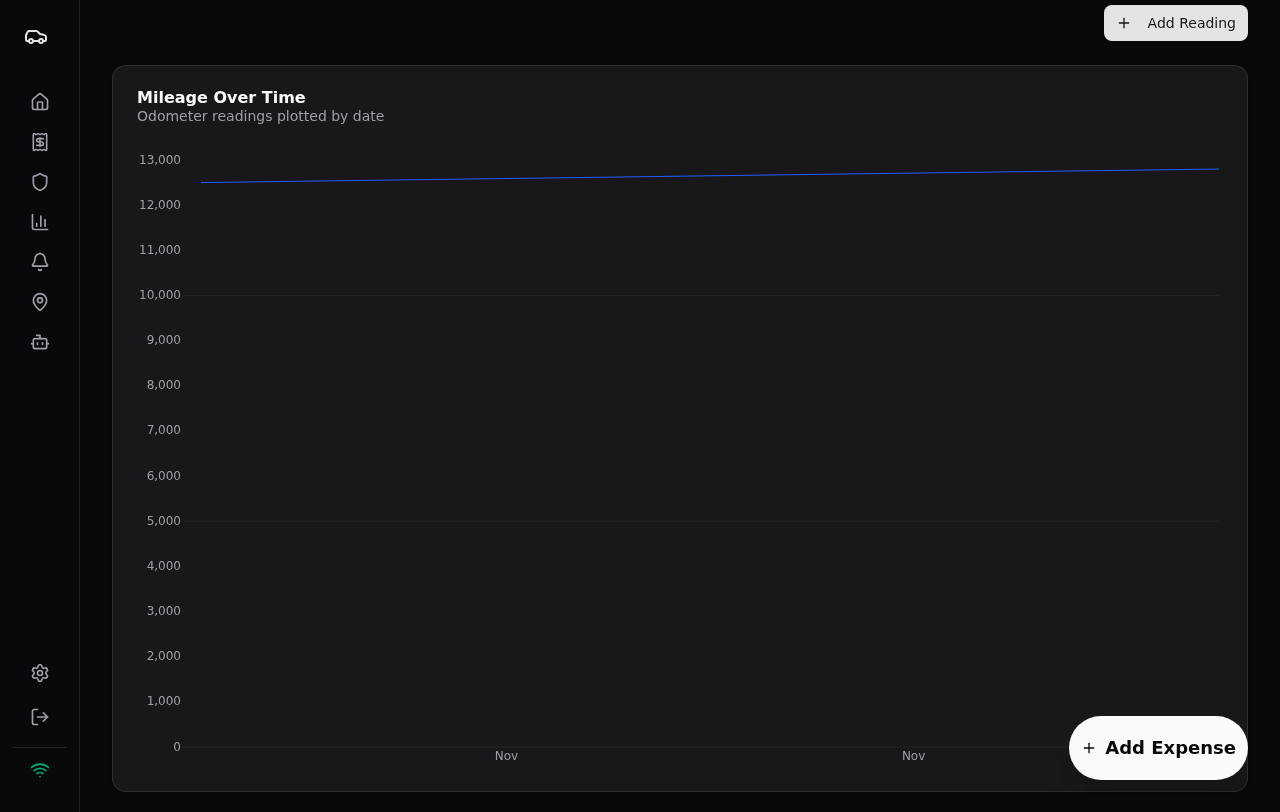 Add Reading
Mileage Over Time
Odometer readings plotted by date
13,000
12,000
11,000
10,000
9,000
8,000
7,000
6,000
5,000
4,000
3,000
2,000
1,000
0
Nov
Nov
Add Expense